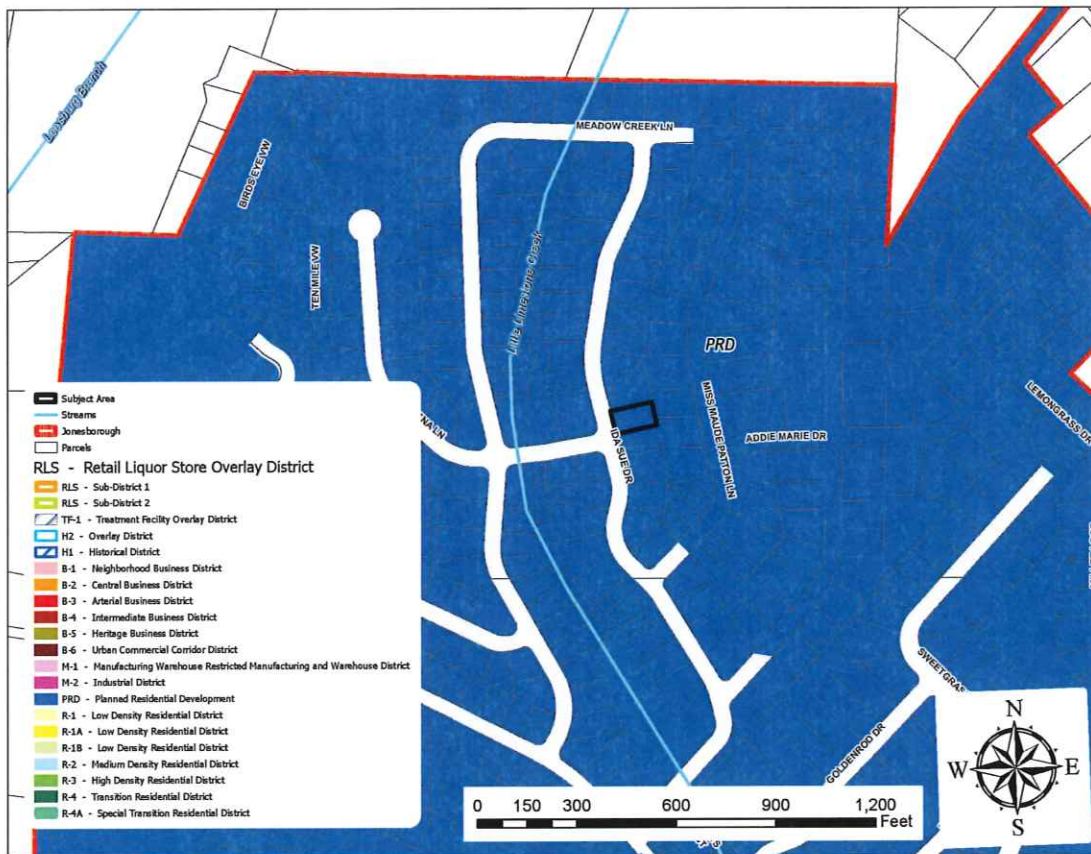 Loosburg Branch
BIRDS EYE VW
TEN MILE VW
MEADOW CREEK LN
Little Limestone Creek
PRD
NA LN
IDA SUE DR
MISS MAUDE PATTON LN
ADDIE MARIE DR
LEMONGRASS DR
SWEETGRA
GOLDENROD DR
Subject Area
Streams
Jonesborough
Parcels
RLS - Retail Liquor Store Overlay District
RLS - Sub-District 1
RLS - Sub-District 2
TF-1 - Treatment Facility Overlay District
H2 - Overlay District
H1 - Historical District
B-1 - Neighborhood Business District
B-2 - Central Business District
B-3 - Arterial Business District
B-4 - Intermediate Business District
B-5 - Heritage Business District
B-6 - Urban Commercial Corridor District
M-1 - Manufacturing Warehouse Restricted Manufacturing and Warehouse District
M-2 - Industrial District
PRD - Planned Residential Development
R-1 - Low Density Residential District
R-1A - Low Density Residential District
R-1B - Low Density Residential District
R-2 - Medium Density Residential District
R-3 - High Density Residential District
R-4 - Transition Residential District
R-4A - Special Transition Residential District
0 150 300 600 900 1,200
Feet
N
W E
S